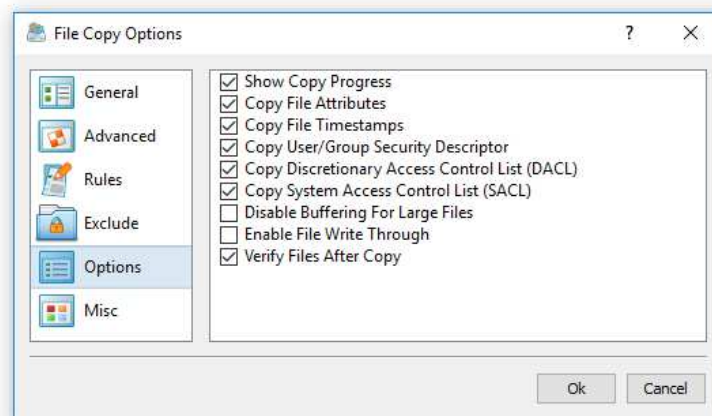 File Copy Options
?
General
Advanced
Rules
Exclude
Options
Misc
Show Copy Progress
Copy File Attributes
Copy File Timestamps
Copy User/Group Security Descriptor
Copy Discretionary Access Control List (DACL)
Copy System Access Control List (SACL)
Disable Buffering For Large Files
Enable File Write Through
Verify Files After Copy
Ok
Cancel